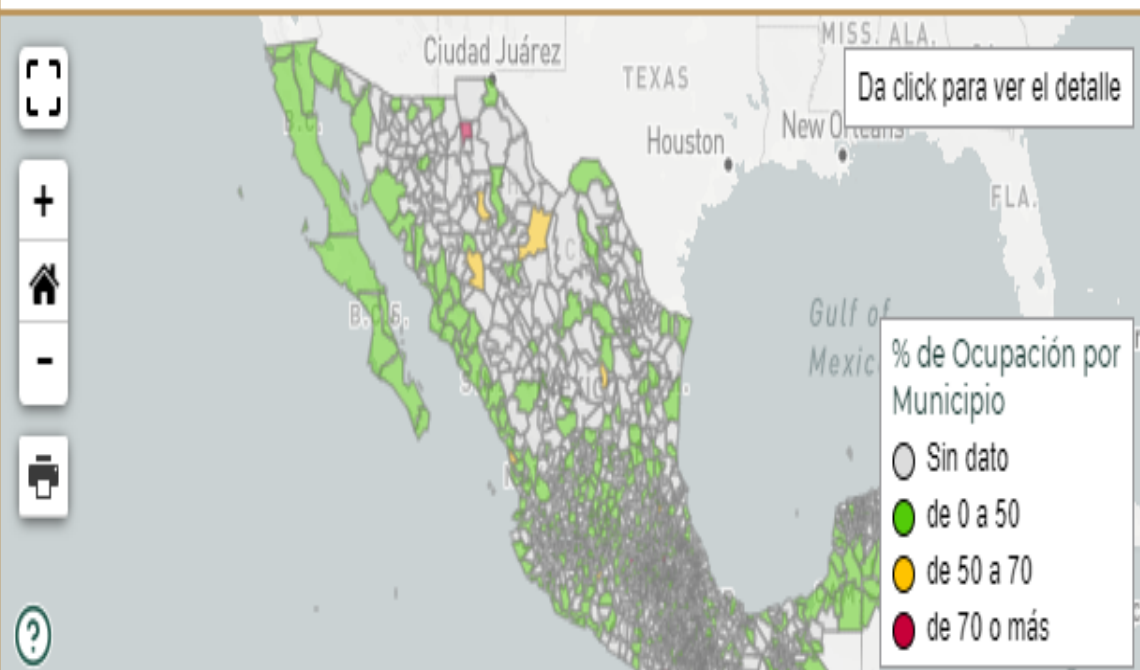 MISS.
ALA.
Ciudad Juárez
TEXAS
Da click para ver el detalle
Houston
New Orleans
B.C.
FLA.
B.C.S.
Gulf of
Mexic
% de Ocupación por
Municipio
Sin dato
de 0 a 50
de 50 a 70
de 70 o más
+
-
?